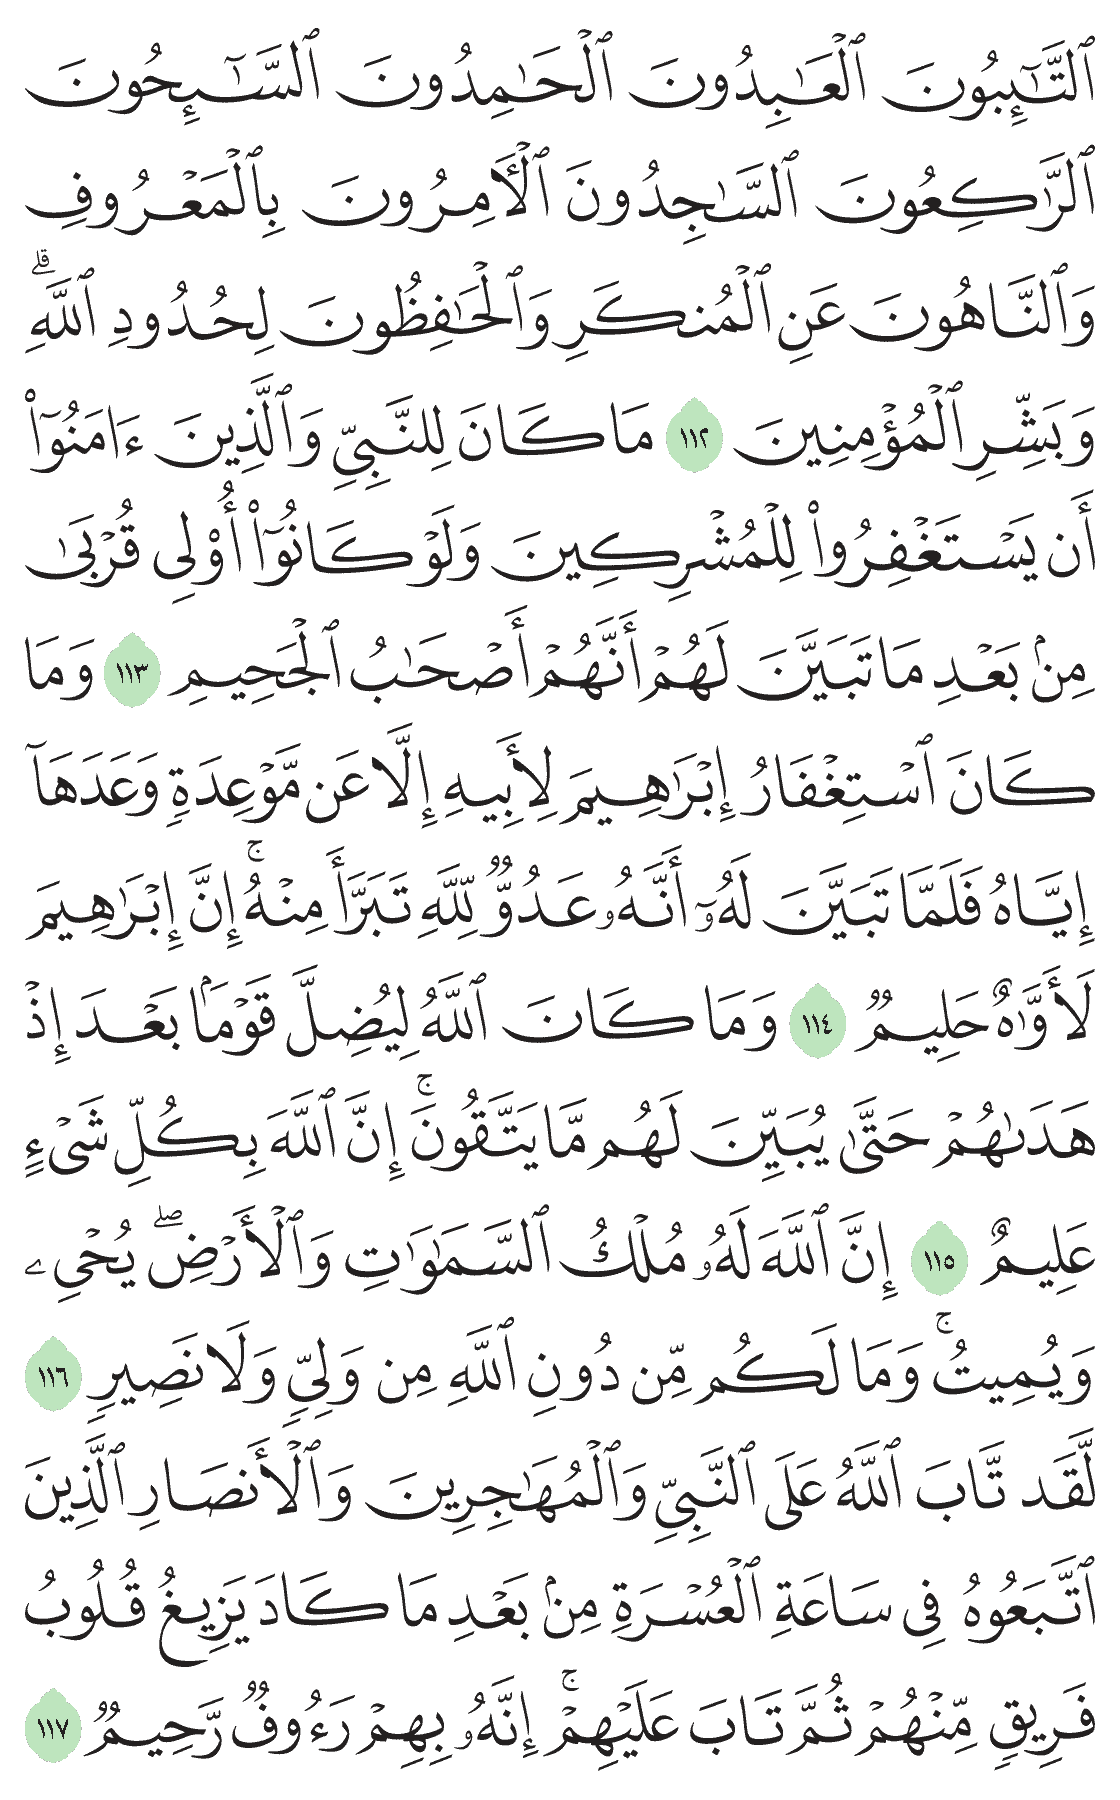 ٱلتَّـٰٓئِبُونَ ٱلْعَـٰبِدُونَ ٱلْحَـٰمِدُونَ ٱلسَّـٰٓئِحُونَ
ٱلرَّٰكِعُونَ ٱلسَّـٰجِدُونَ ٱلْـَٔامِرُونَ بِٱلْمَعْرُوفِ
وَٱلنَّاهُونَ عَنِ ٱلْمُنكَرِ وَٱلْحَـٰفِظُونَ لِحُدُودِ ٱللَّهِ ۗ
وَبَشِّرِ ٱلْمُؤْمِنِينَ ١١٢ مَا كَانَ لِلنَّبِىِّ وَٱلَّذِينَ ءَامَنُوٓا۟
أَن يَسْتَغْفِرُوا۟ لِلْمُشْرِكِينَ وَلَوْ كَانُوٓا۟ أُو۟لِى قُرْبَىٰ
مِنۢ بَعْدِ مَا تَبَيَّنَ لَهُمْ أَنَّهُمْ أَصْحَـٰبُ ٱلْجَحِيمِ ١١٣ وَمَا
كَانَ ٱسْتِغْفَارُ إِبْرَٰهِيمَ لِأَبِيهِ إِلَّا عَن مَّوْعِدَةٍ وَعَدَهَآ
إِيَّاهُ فَلَمَّا تَبَيَّنَ لَهُۥٓ أَنَّهُۥ عَدُوٌّ لِّلَّهِ تَبَرَّأَ مِنْهُ ۚ إِنَّ إِبْرَٰهِيمَ
لَأَوَّٰهٌ حَلِيمٌ ١١٤ وَمَا كَانَ ٱللَّهُ لِيُضِلَّ قَوْمًۢا بَعْدَ إِذْ
هَدَىٰهُمْ حَتَّىٰ يُبَيِّنَ لَهُم مَّا يَتَّقُونَ ۚ إِنَّ ٱللَّهَ بِكُلِّ شَىْءٍ
عَلِيمٌ ١١٥ إِنَّ ٱللَّهَ لَهُۥ مُلْكُ ٱلسَّمَـٰوَٰتِ وَٱلْأَرْضِ ۖ يُحْىِۦ
وَيُمِيتُ ۚ وَمَا لَكُم مِّن دُونِ ٱللَّهِ مِن وَلِىٍّ وَلَا نَصِيرٍ ١١٦
لَّقَد تَّابَ ٱللَّهُ عَلَى ٱلنَّبِىِّ وَٱلْمُهَـٰجِرِينَ وَٱلْأَنصَارِ ٱلَّذِينَ
ٱتَّبَعُوهُ فِى سَاعَةِ ٱلْعُسْرَةِ مِنۢ بَعْدِ مَا كَادَ يَزِيغُ قُلُوبُ
فَرِيقٍ مِّنْهُمْ ثُمَّ تَابَ عَلَيْهِمْ ۚ إِنَّهُۥ بِهِمْ رَءُوفٌ رَّحِيمٌ ١١٧